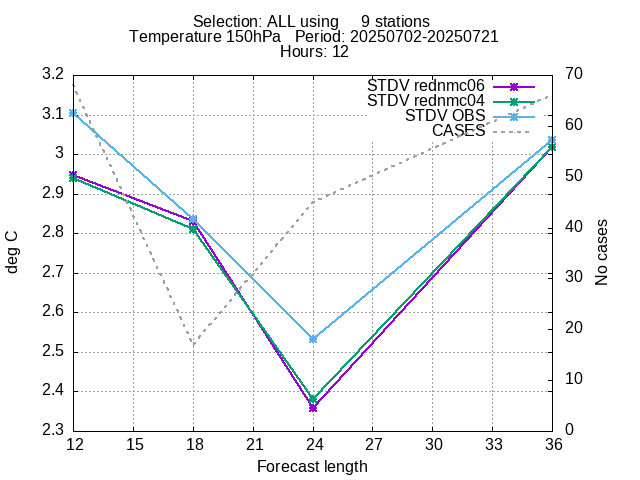 Selection: ALL using     9 stations
Temperature 150hPa   Period: 20250702-20250721
Hours: 12
STDV rednmc06
STDV rednmc04
STDV OBS
CASES
3.2
3.1
3
2.9
2.8
2.7
2.6
2.5
2.4
2.3
70
60
50
40
30
20
10
0
deg C
No cases
12 15 18 21 24 27 30 33 36
Forecast length